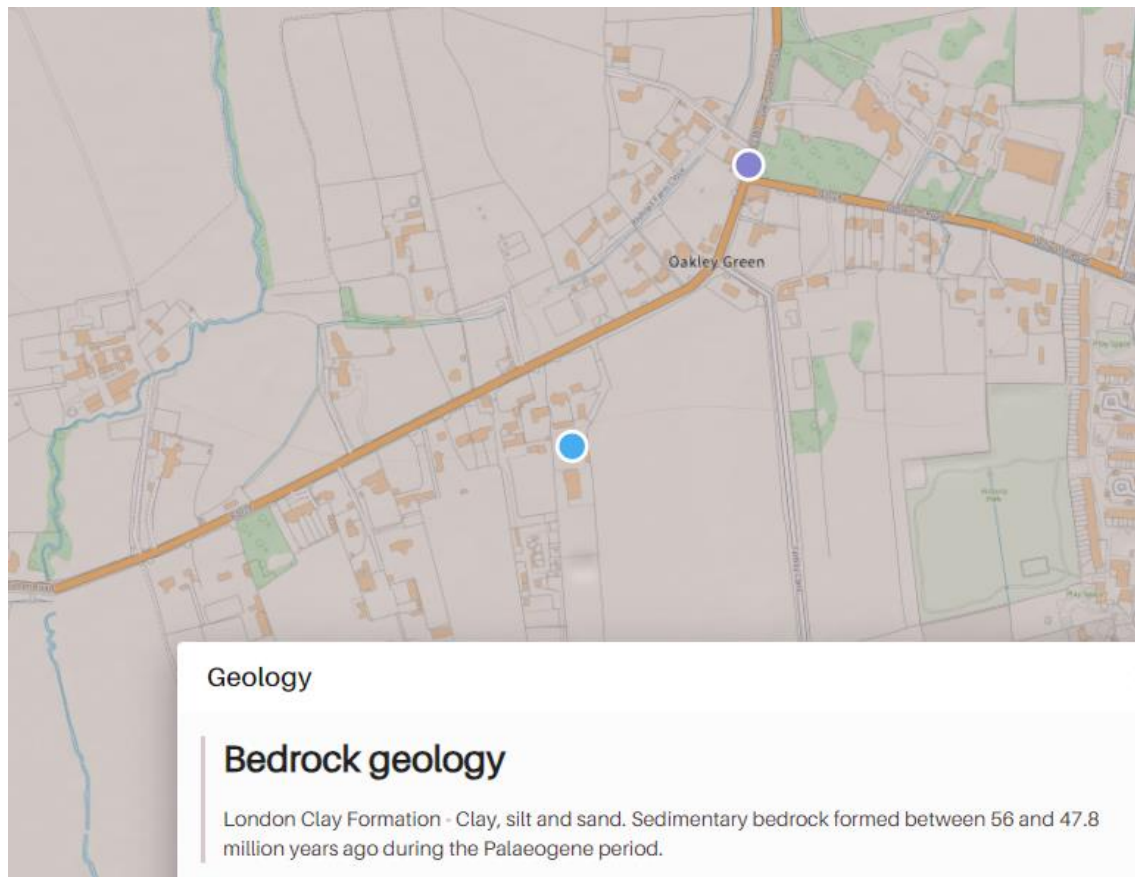 Oakley Green
Geology
Bedrock geology
London Clay Formation - Clay, silt and sand. Sedimentary bedrock formed between 56 and 47.8
million years ago during the Palaeogene period.